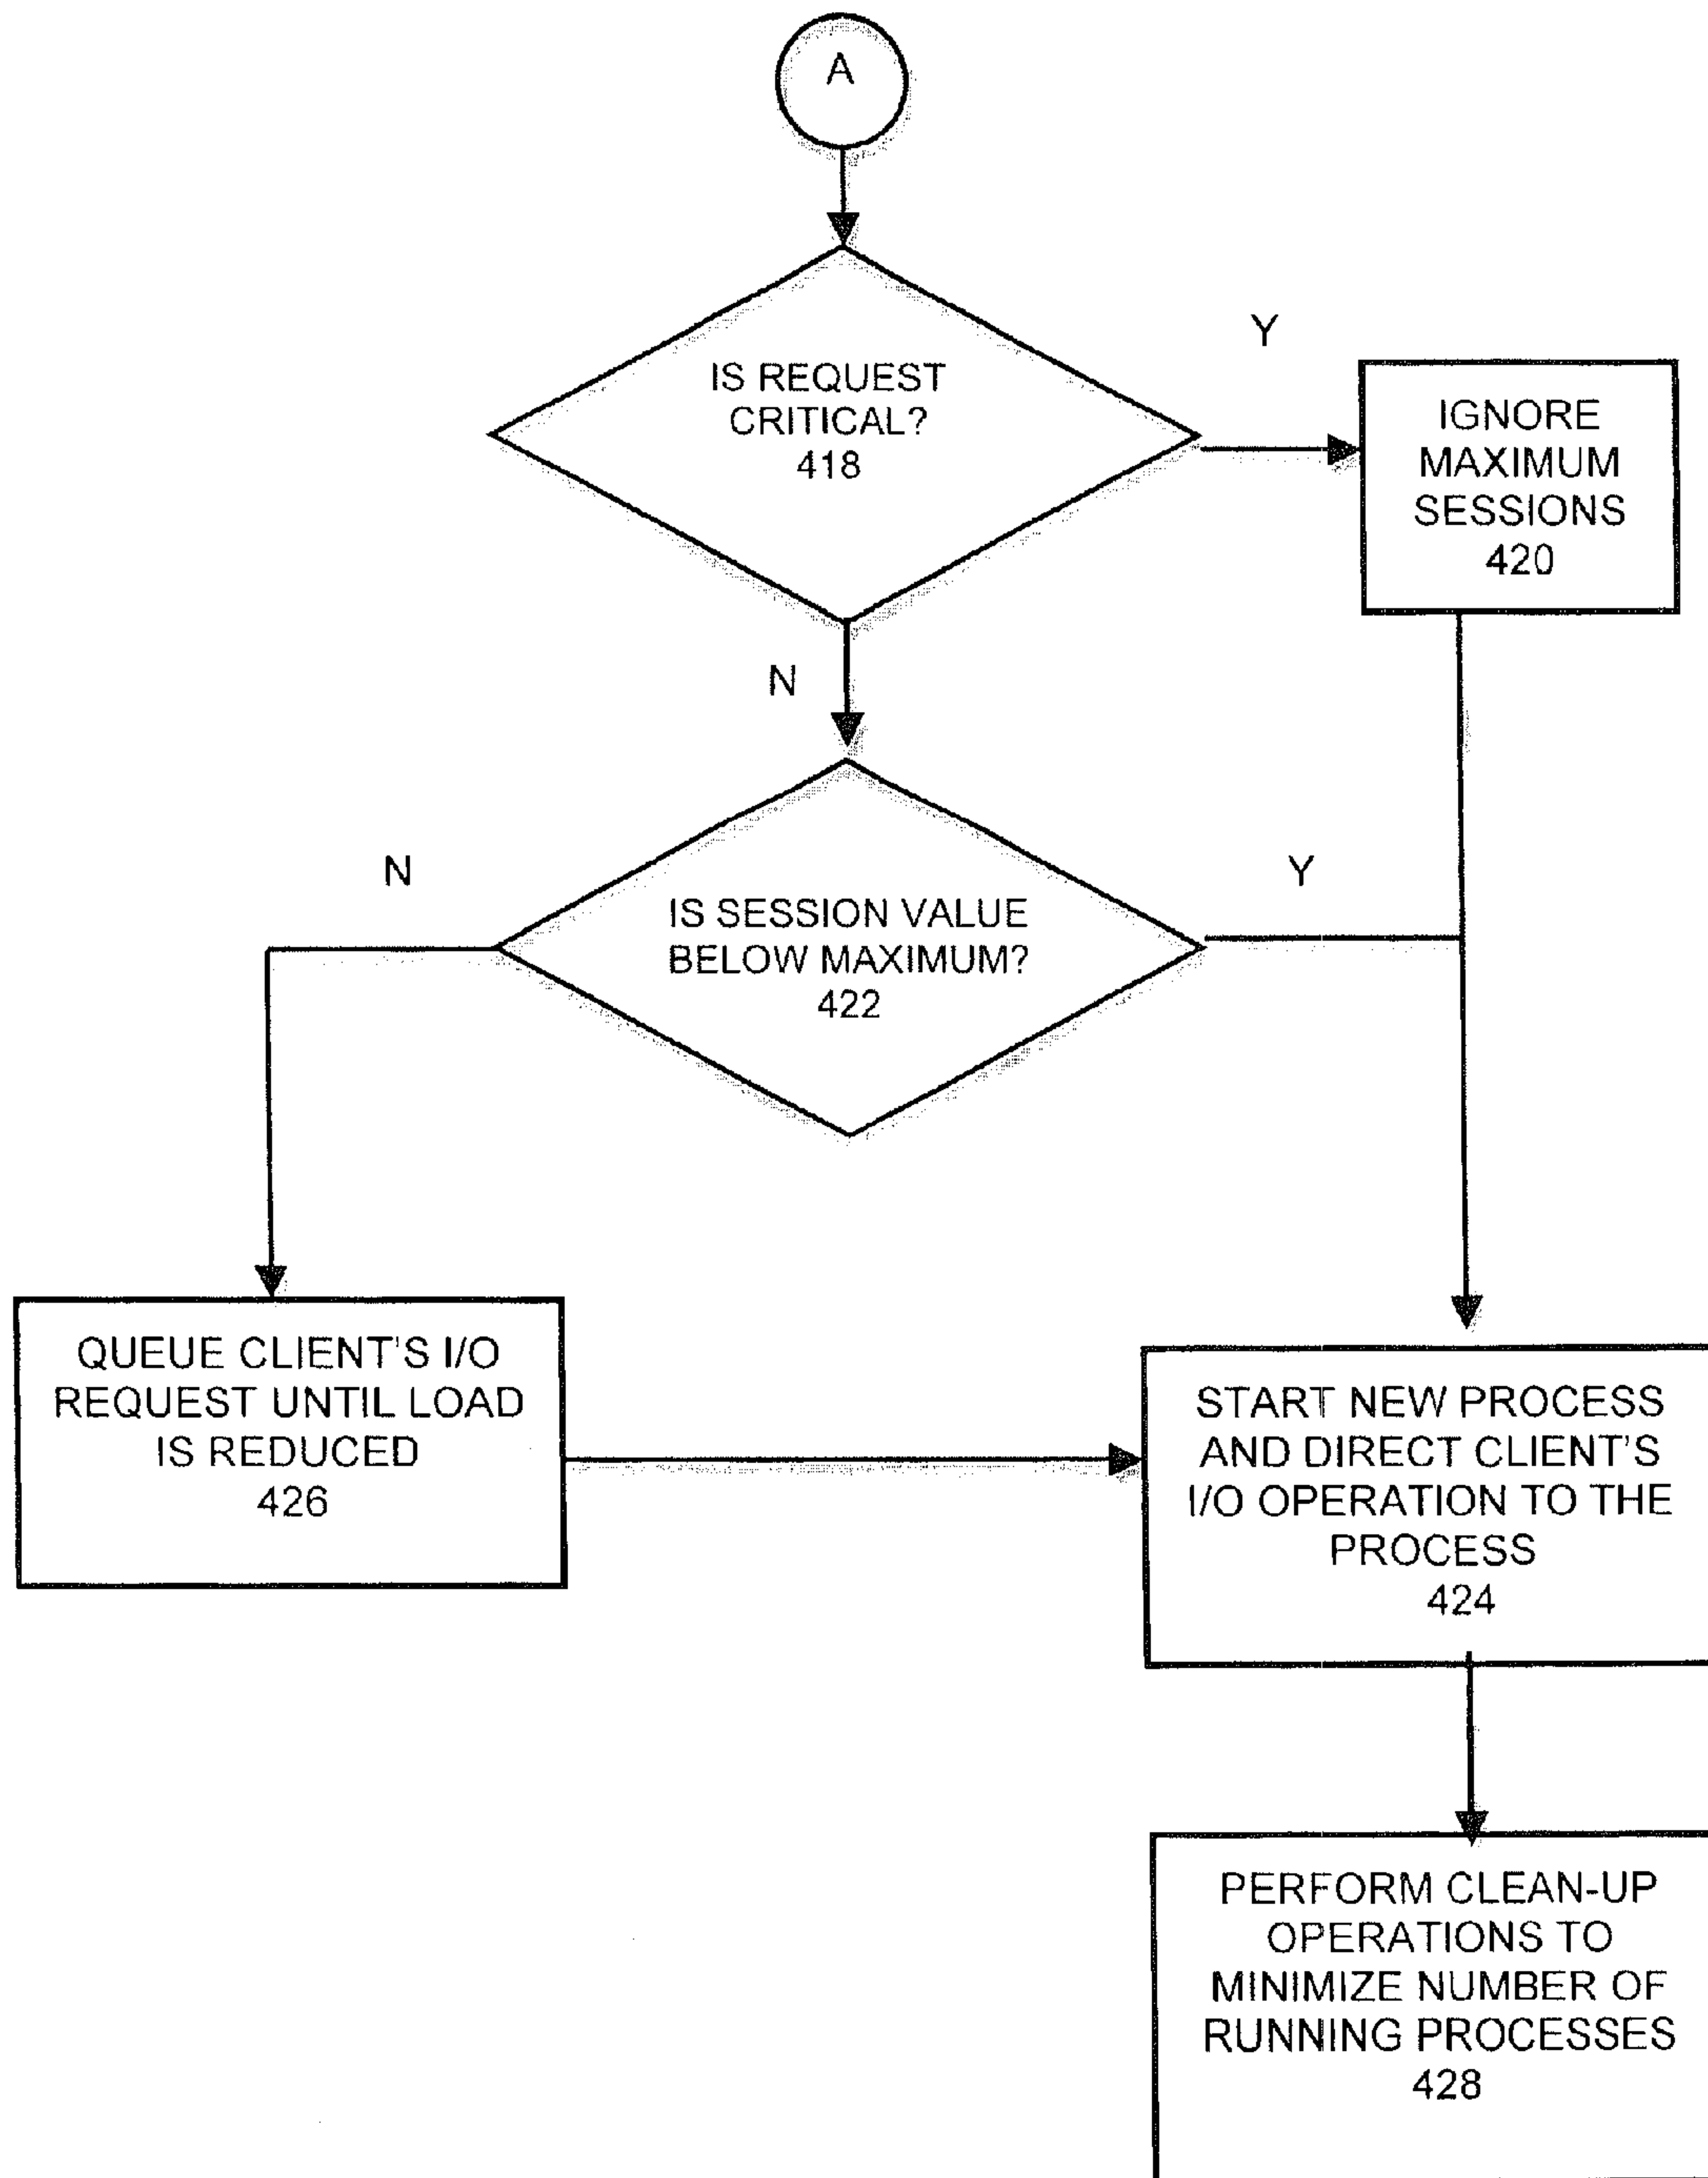 A
IS REQUEST
CRITICAL?
418
Y
IGNORE
MAXIMUM
SESSIONS
420
N
N
IS SESSION VALUE
BELOW MAXIMUM?
422
Y
QUEUE CLIENT'S I/O
REQUEST UNTIL LOAD
IS REDUCED
426
START NEW PROCESS
AND DIRECT CLIENT'S
I/O OPERATION TO THE
PROCESS
424
PERFORM CLEAN-UP
OPERATIONS TO
MINIMIZE NUMBER OF
RUNNING PROCESSES
428